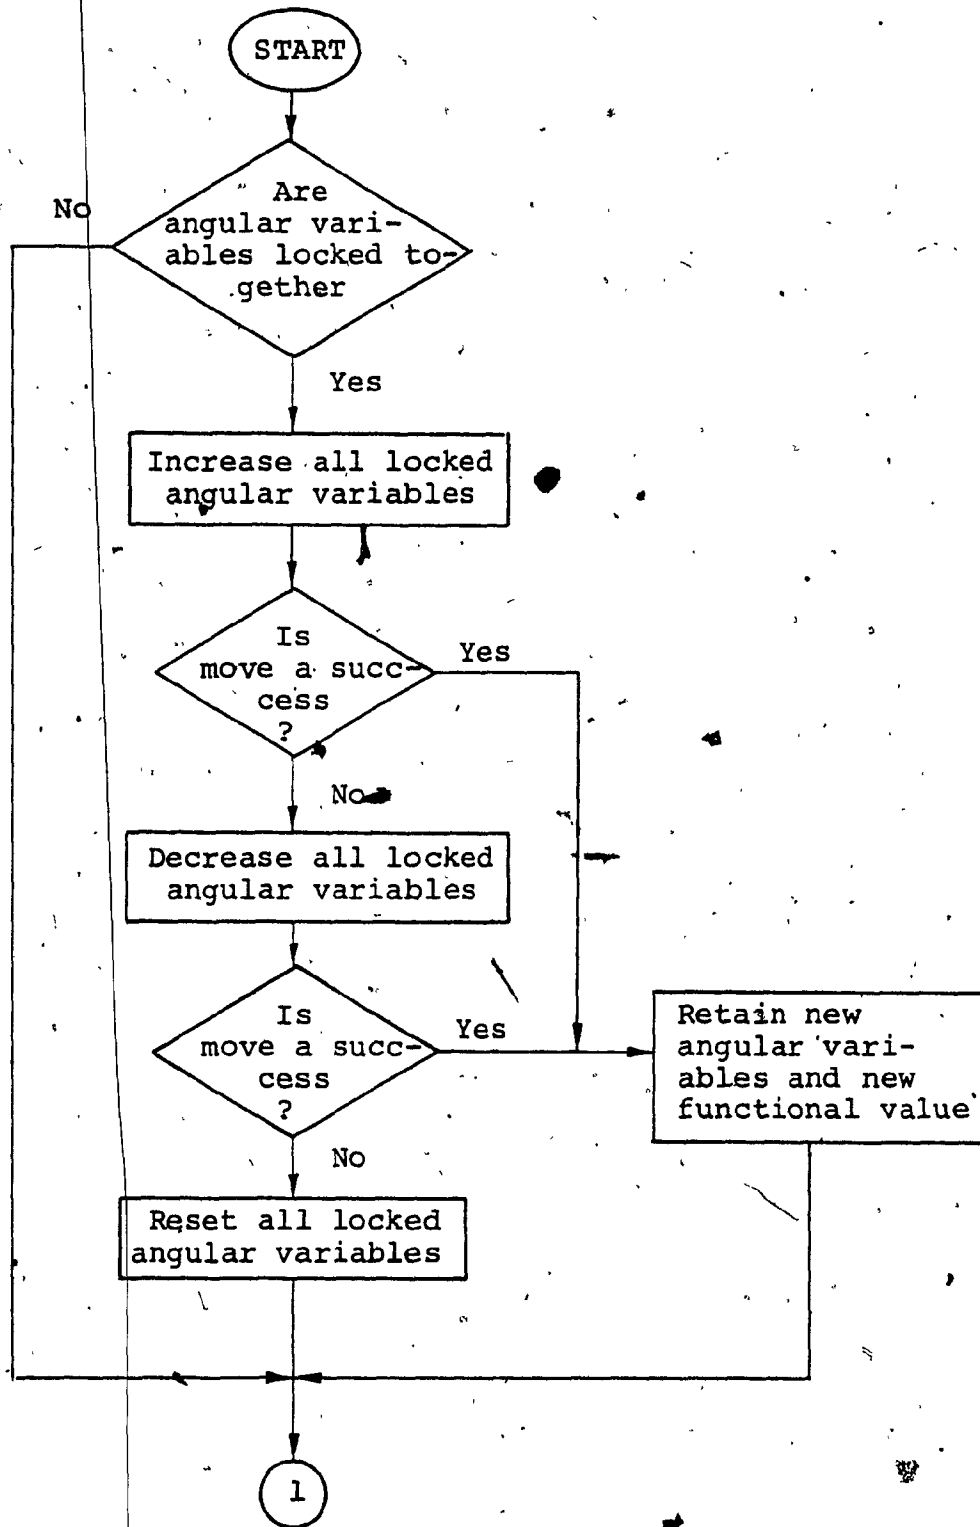 START
Are
angular vari-
ables locked to-
gether
No
Yes
Increase all locked
angular variables
Is
move a succ-
cess
?
Yes
No
Decrease all locked
angular variables
Is
move a succ-
cess
?
Yes
Retain new
angular vari-
ables and new
functional value
No
Reset all locked
angular variables
1